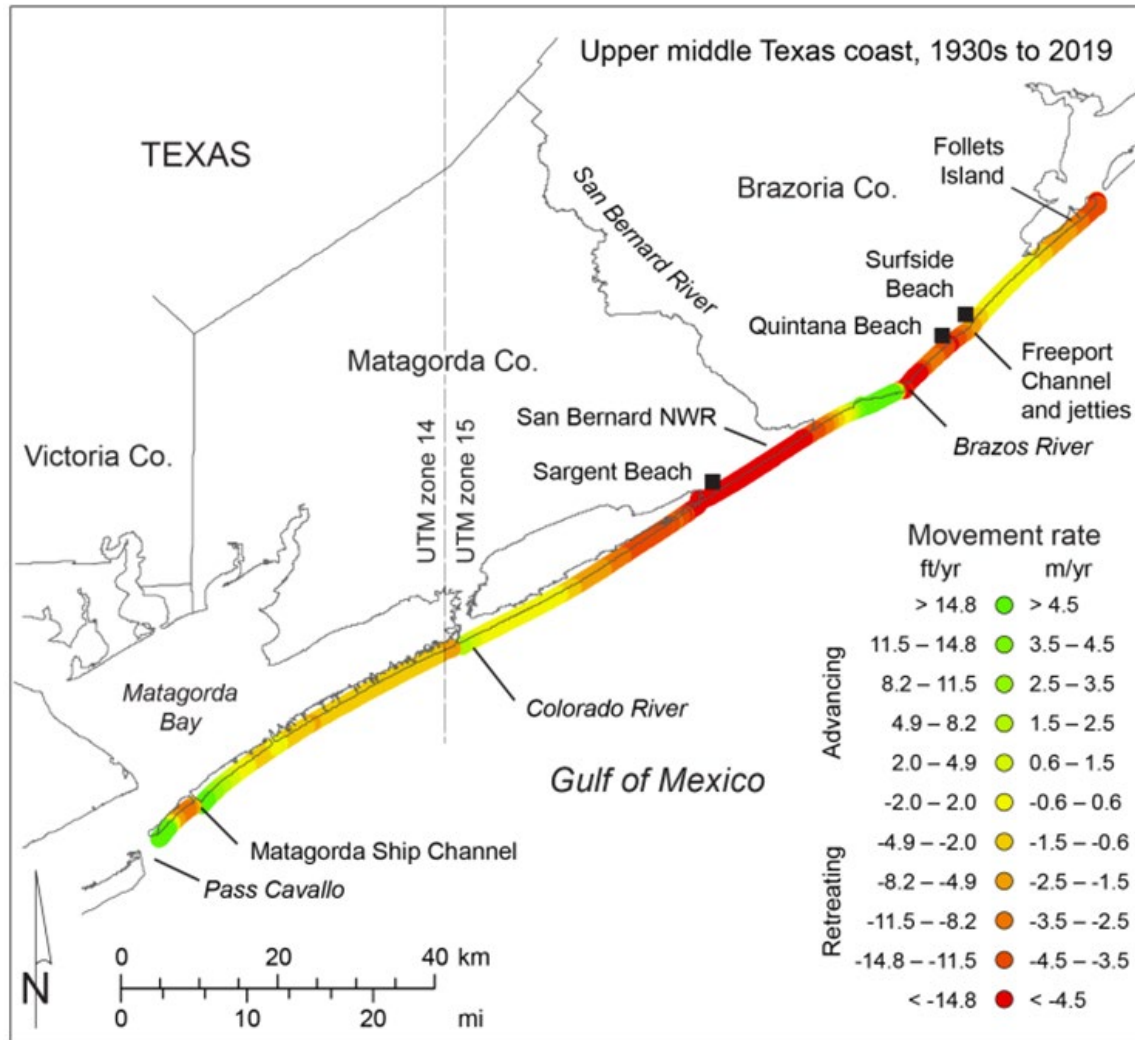 Upper middle Texas coast, 1930s to 2019
TEXAS
Follets
Island
Brazoria Co.
San Bernard River
Surfside
Beach
Quintana Beach
Matagorda Co.
Freeport
Channel
and jetties
San Bernard NWR
Brazos River
Victoria Co.
UTM zone 14
UTM zone 15
Sargent Beach
Matagorda
Bay
Colorado River
Gulf of Mexico
Matagorda Ship Channel
Pass Cavallo
Movement rate
ft/yr m/yr
> 14.8 > 4.5
11.5 – 14.8 3.5 – 4.5
8.2 – 11.5 2.5 – 3.5
4.9 – 8.2 1.5 – 2.5
2.0 – 4.9 0.6 – 1.5
-2.0 – 2.0 -0.6 – 0.6
-4.9 – -2.0 -1.5 – -0.6
-8.2 – -4.9 -2.5 – -1.5
-11.5 – -8.2 -3.5 – -2.5
-14.8 – -11.5 -4.5 – -3.5
< -14.8 < -4.5
Advancing
Retreating
N
0 20 40 km
0 10 20 mi